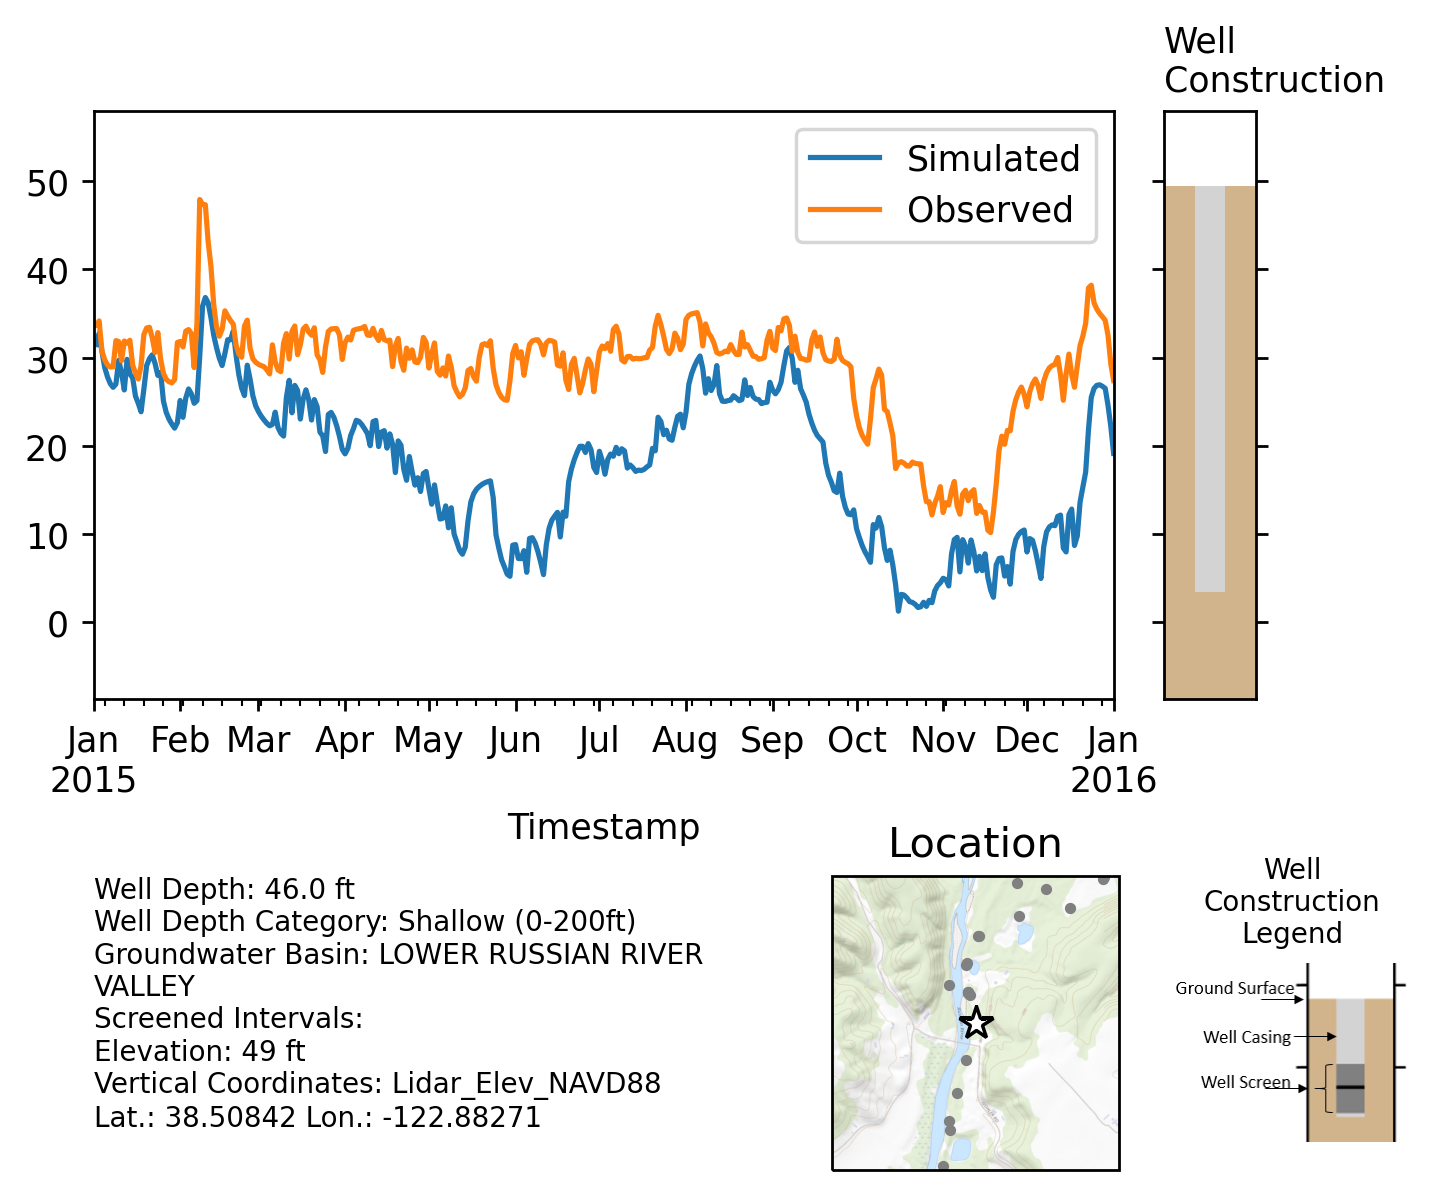 Well
Construction
50
40
30
20
10
0
Simulated
Observed
Jan Feb Mar Apr May Jun Jul Aug Sep Oct Nov Dec Jan
2015 2016
Timestamp
Well Depth: 46.0 ft
Well Depth Category: Shallow (0-200ft)
Groundwater Basin: LOWER RUSSIAN RIVER
VALLEY
Screened Intervals:
Elevation: 49 ft
Vertical Coordinates: Lidar_Elev_NAVD88
Lat.: 38.50842 Lon.: -122.88271
Location
Well
Construction
Legend
Ground Surface
Well Casing
Well Screen